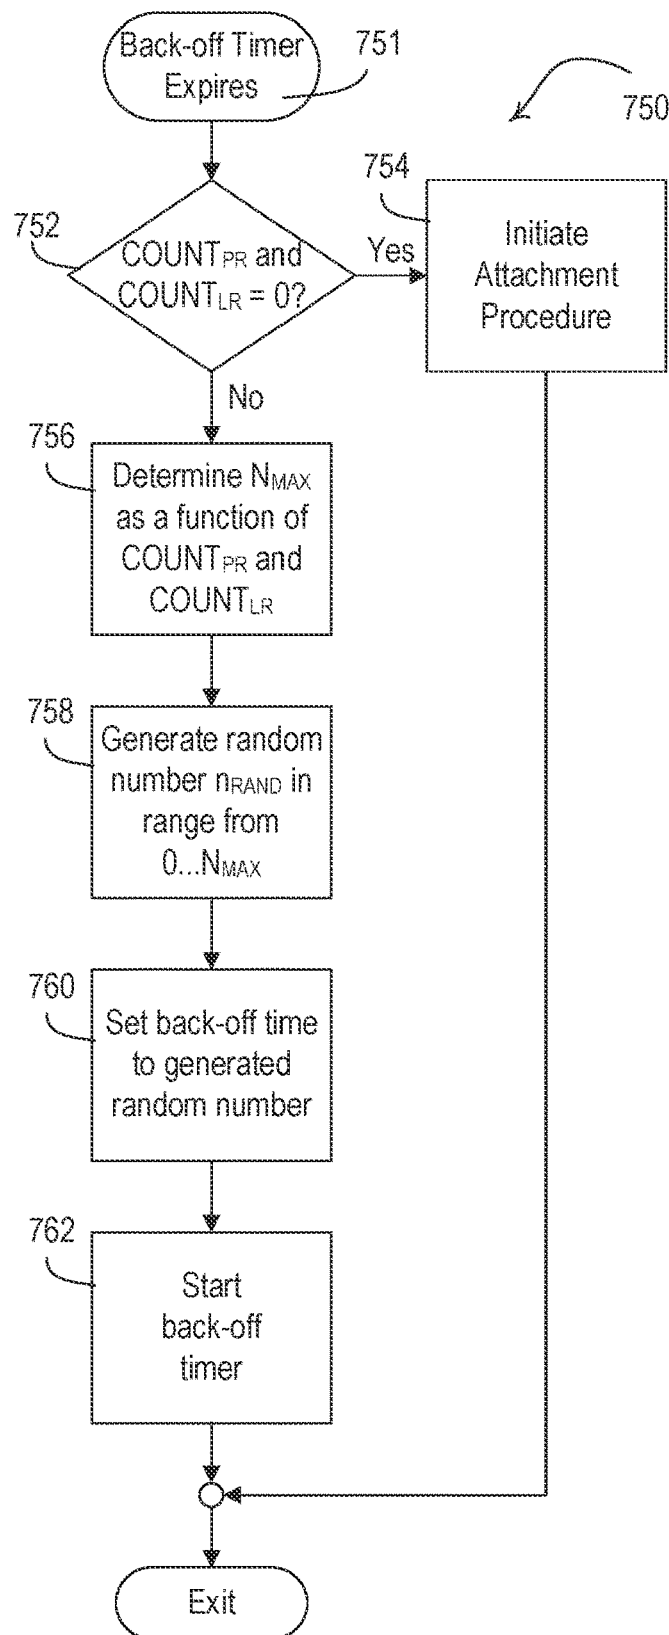 Back-off Timer
Expires
751
750
752
COUNTPR and
COUNTLR = 0?
Yes
754
Initiate
Attachment
Procedure
No
756
Determine NMAX
as a function of
COUNTPR and
COUNTLR
758
Generate random
number nRAND in
range from
0...NMAX
760
Set back-off time
to generated
random number
762
Start
back-off
timer
Exit